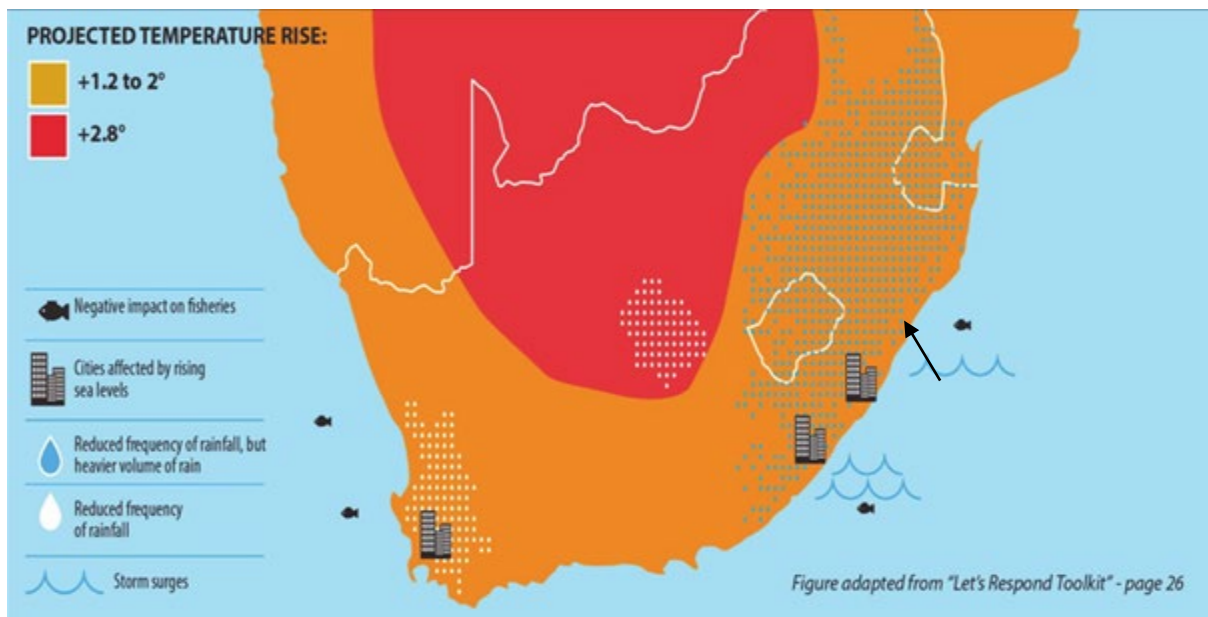 PROJECTED TEMPERATURE RISE:
+1.2 to 2°
+2.8°
Negative impact on fisheries
Cities affected by rising
sea levels
Reduced frequency of rainfall, but
heavier volume of rain
Reduced frequency
of rainfall
Storm surges
Figure adapted from "Let's Respond Toolkit" - page 26